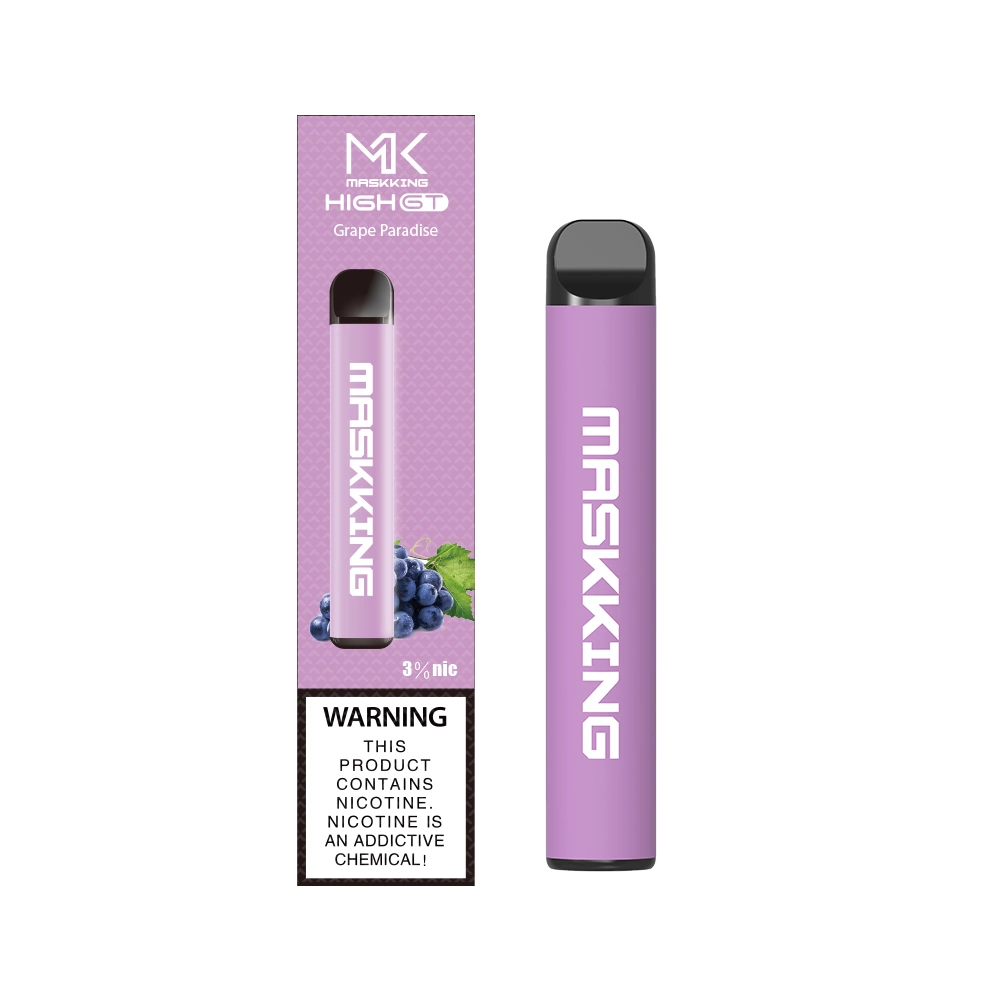 MK
MASKKING
HIGH GT
Grape Paradise
MASKKING
3% nic
WARNING
THIS
PRODUCT
CONTAINS
NICOTINE.
NICOTINE IS
AN ADDICTIVE
CHEMICAL!
MASKKING